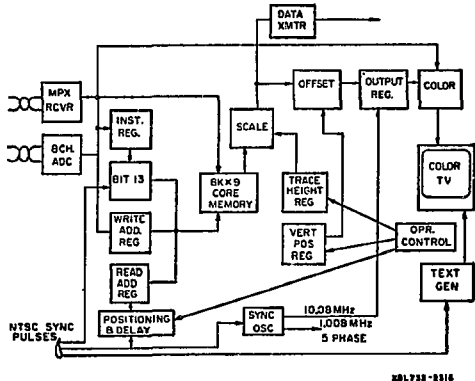 DATA
XMTR
MPX
RCVR
INST.
REG.
OFFSET
OUTPUT
REG.
COLOR
SCALE
8CH.
ADC
BIT 13
8K×9
CORE
MEMORY
TRACE
HEIGHT
REG
COLOR
TV
WRITE
ADD.
REG
VERT
POS
REG
OPR.
CONTROL
READ
ADD
REG
TEXT
GEN
NTSC SYNC
PULSES
POSITIONING
& DELAY
SYNC
OSC
10.08 MHz
1.008 MHz
5 PHASE
XBL733-2316